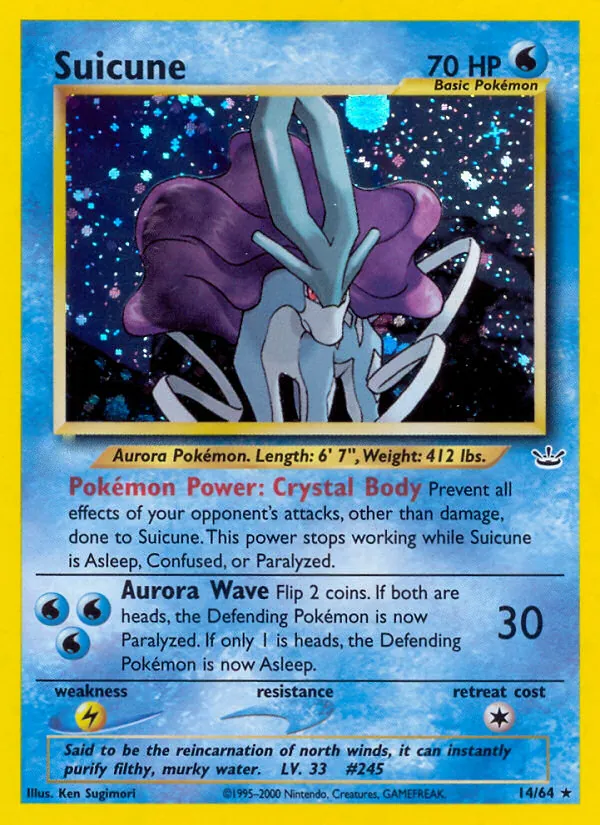 Suicune
70 HP
Basic Pokémon
Aurora Pokémon. Length: 6' 7", Weight: 412 lbs.
Pokémon Power: Crystal Body Prevent all
effects of your opponent's attacks, other than damage,
done to Suicune. This power stops working while Suicune
is Asleep, Confused, or Paralyzed.
Aurora Wave Flip 2 coins. If both are
heads, the Defending Pokémon is now
Paralyzed. If only 1 is heads, the Defending
Pokémon is now Asleep.
30
weakness resistance retreat cost
Said to be the reincarnation of north winds, it can instantly
purify filthy, murky water. LV. 33 #245
Illus. Ken Sugimori ©1995–2000 Nintendo, Creatures, GAMEFREAK. 14/64 ★